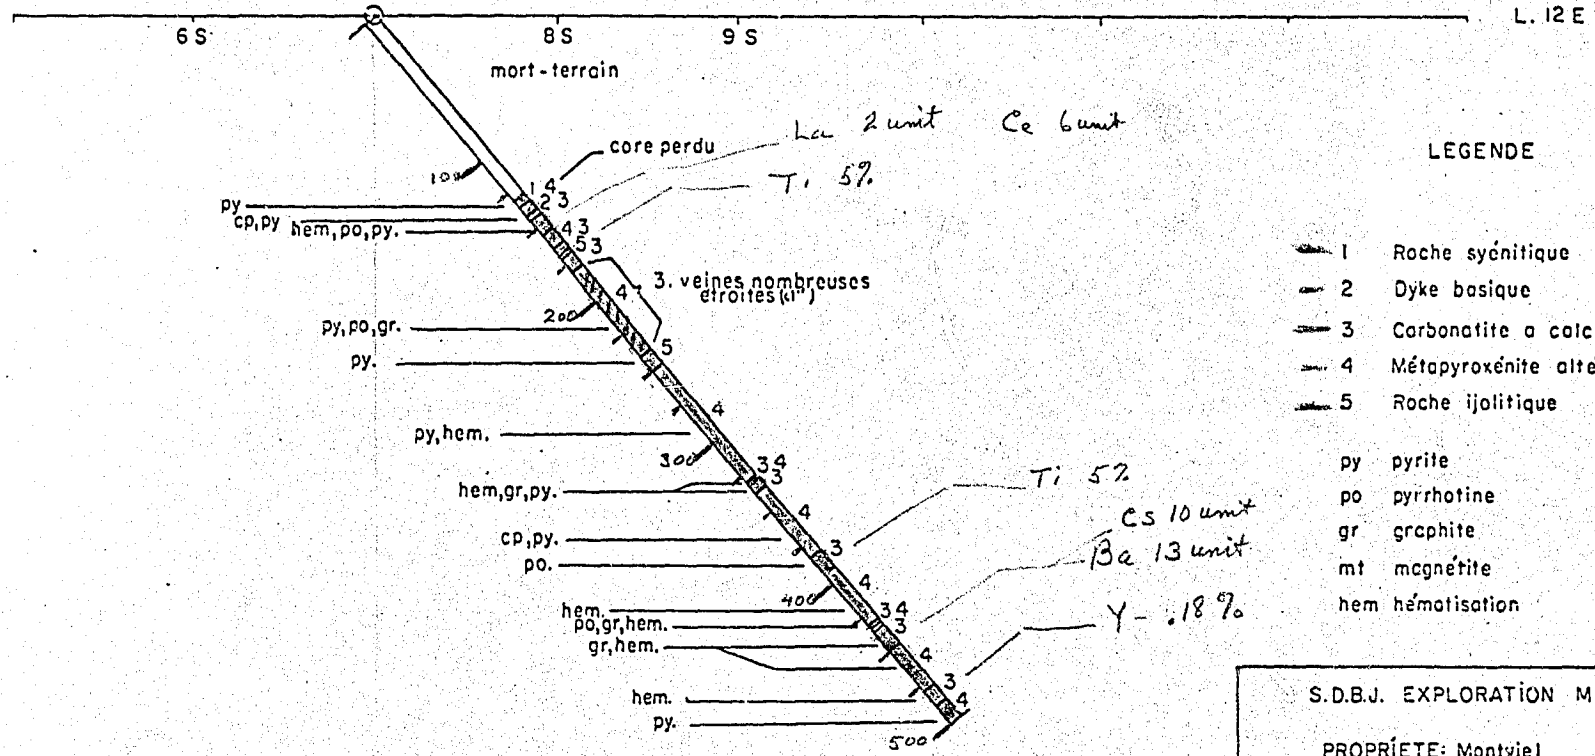 L. 12 E
6 S
8 S
9 S
mort-terrain
La 2 unit Ce 6 unit
core perdu
Ti 5%
100
1 4
2 3
4 3
5 3
py
cp,py
hem,po,py.
3. veines nombreuses
étroites (<1")
4
200
py,po,gr.
5
py.
4
py,hem.
300
3 4
3
hem,gr,py.
Ti 5%
4
Cs 10 unit
cp,py.
Ba 13 unit
3
po.
4
400
hem.
3 4
po,gr,hem.
3
Y - .18%
gr,hem.
4
3
hem.
4
py.
500
LEGENDE
1 Roche syénitique
2 Dyke basique
3 Carbonatite a calc
4 Métapyroxénite alte
5 Roche ijolitique
py pyrite
po pyrrhotine
gr graphite
mt magnétite
hem hématisation
S.D.B.J. EXPLORATION M
PROPRIÉTE: Montviel